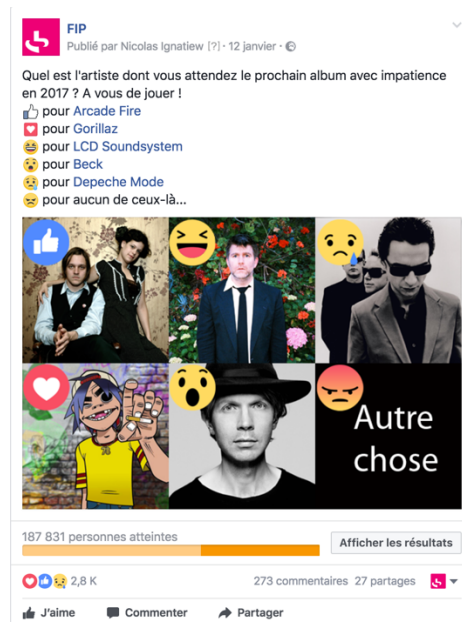 FIP
Publié par Nicolas Ignatiew [?] · 12 janvier ·
Quel est l'artiste dont vous attendez le prochain album avec impatience
en 2017 ? A vous de jouer !
pour Arcade Fire
pour Gorillaz
pour LCD Soundsystem
pour Beck
pour Depeche Mode
pour aucun de ceux-là...
Autre
chose
187 831 personnes atteintes
Afficher les résultats
2,8 K
273 commentaires 27 partages
J'aime Commenter Partager